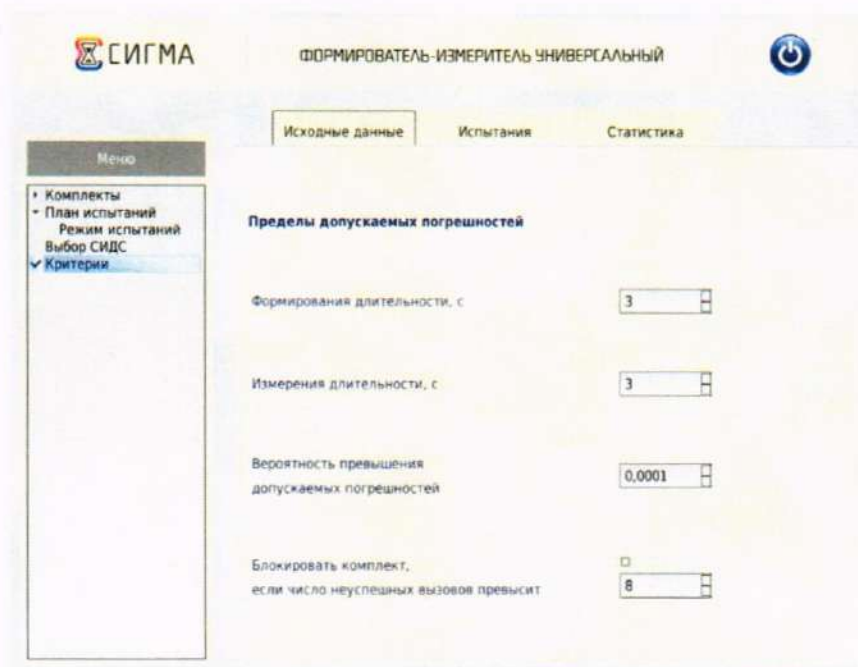 СИГМА
ФОРМИРОВАТЕЛЬ-ИЗМЕРИТЕЛЬ УНИВЕРСАЛЬНЫЙ
Исходные данные
Испытания
Статистика
Меню
Комплекты
План испытаний
Режим испытаний
Выбор СИДС
Критерии
Пределы допускаемых погрешностей
Формирования длительности, с
3
Измерения длительности, с
3
Вероятность превышения
допускаемых погрешностей
0,0001
Блокировать комплект,
если число неуспешных вызовов превысит
8